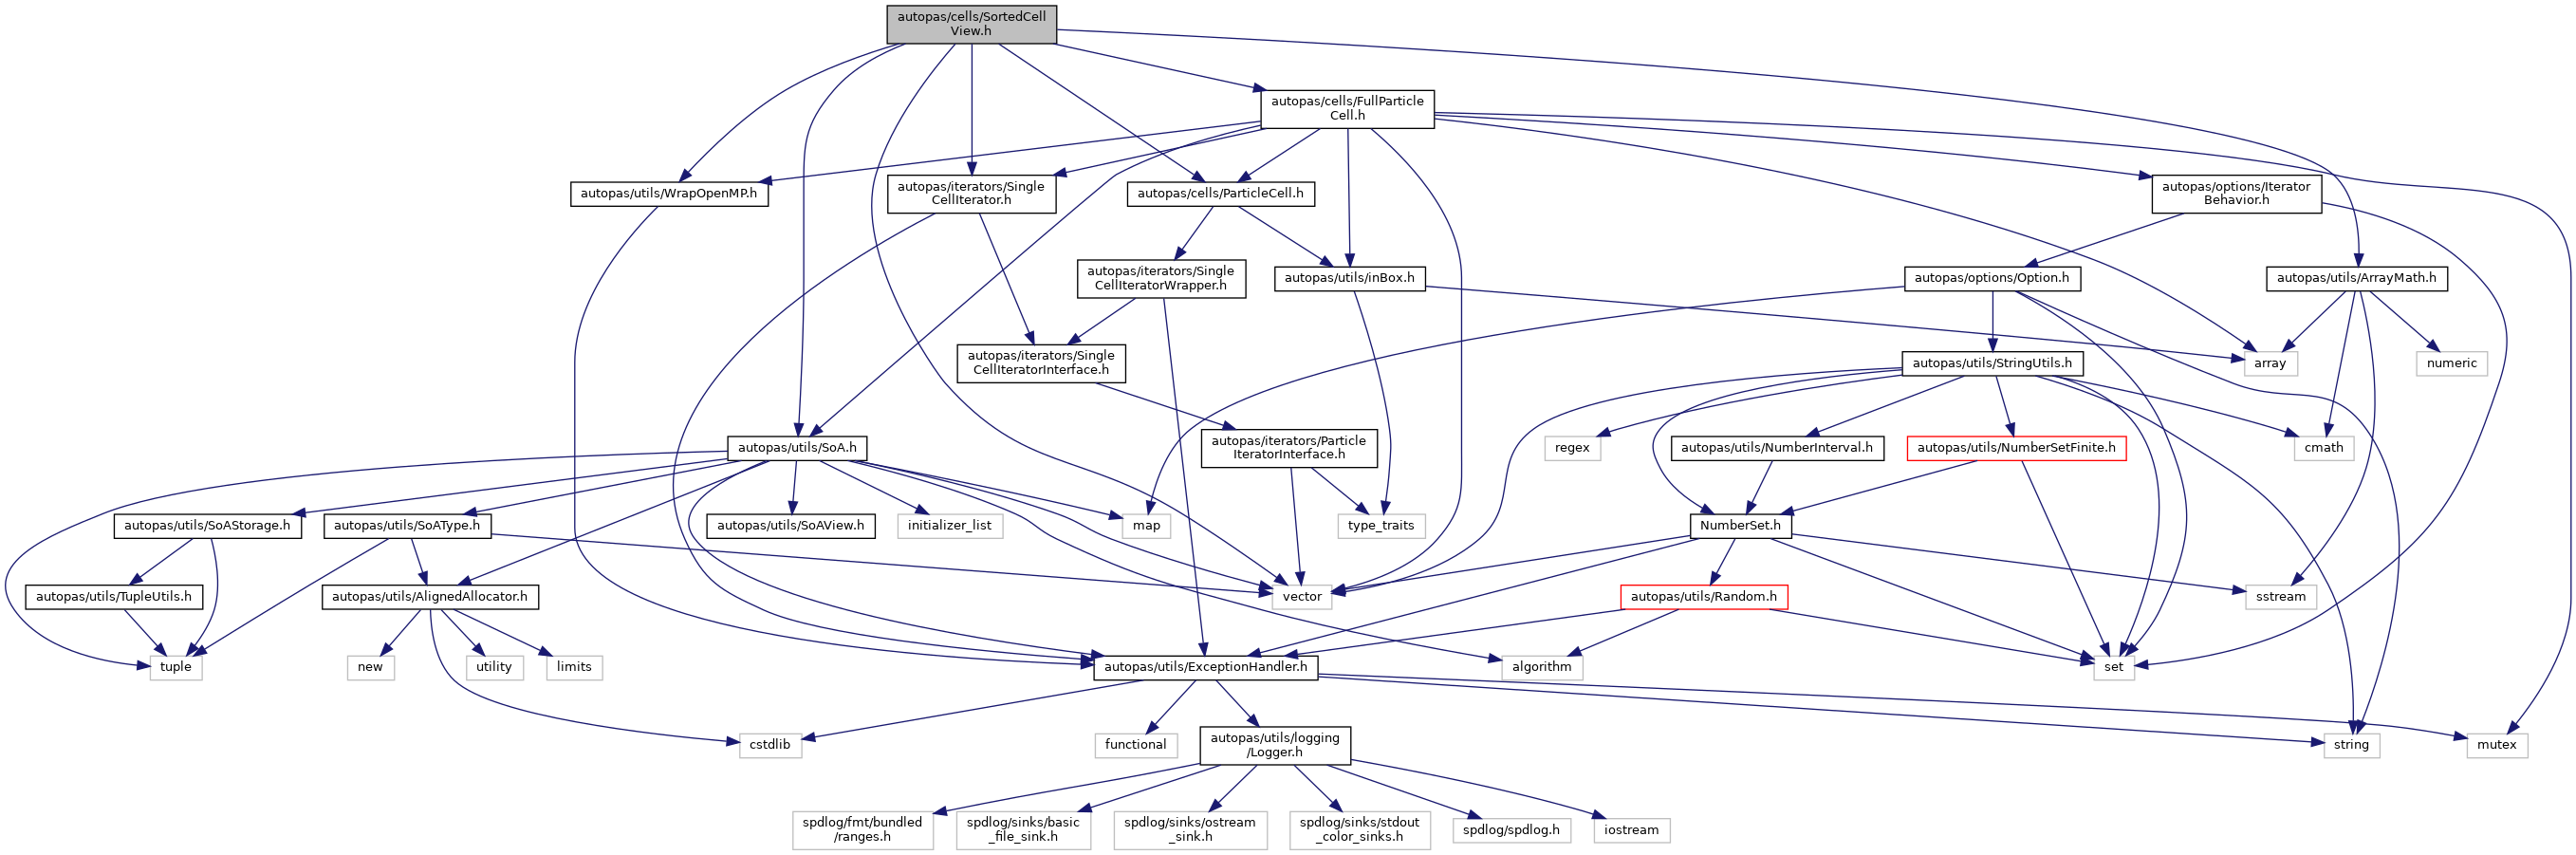 autopas/cells/SortedCell
View.h
autopas/cells/FullParticle
Cell.h
autopas/utils/WrapOpenMP.h
autopas/iterators/Single
CellIterator.h
autopas/cells/ParticleCell.h
autopas/options/Iterator
Behavior.h
autopas/iterators/Single
CellIteratorWrapper.h
autopas/utils/inBox.h
autopas/options/Option.h
autopas/utils/ArrayMath.h
autopas/iterators/Single
CellIteratorInterface.h
autopas/utils/StringUtils.h
array
numeric
autopas/utils/SoA.h
autopas/iterators/Particle
IteratorInterface.h
regex
autopas/utils/NumberInterval.h
autopas/utils/NumberSetFinite.h
cmath
autopas/utils/SoAStorage.h
autopas/utils/SoAType.h
autopas/utils/SoAView.h
initializer_list
map
type_traits
NumberSet.h
autopas/utils/TupleUtils.h
autopas/utils/AlignedAllocator.h
vector
autopas/utils/Random.h
sstream
tuple
new
utility
limits
autopas/utils/ExceptionHandler.h
algorithm
set
cstdlib
functional
autopas/utils/logging
/Logger.h
string
mutex
spdlog/fmt/bundled
/ranges.h
spdlog/sinks/basic
_file_sink.h
spdlog/sinks/ostream
_sink.h
spdlog/sinks/stdout
_color_sinks.h
spdlog/spdlog.h
iostream